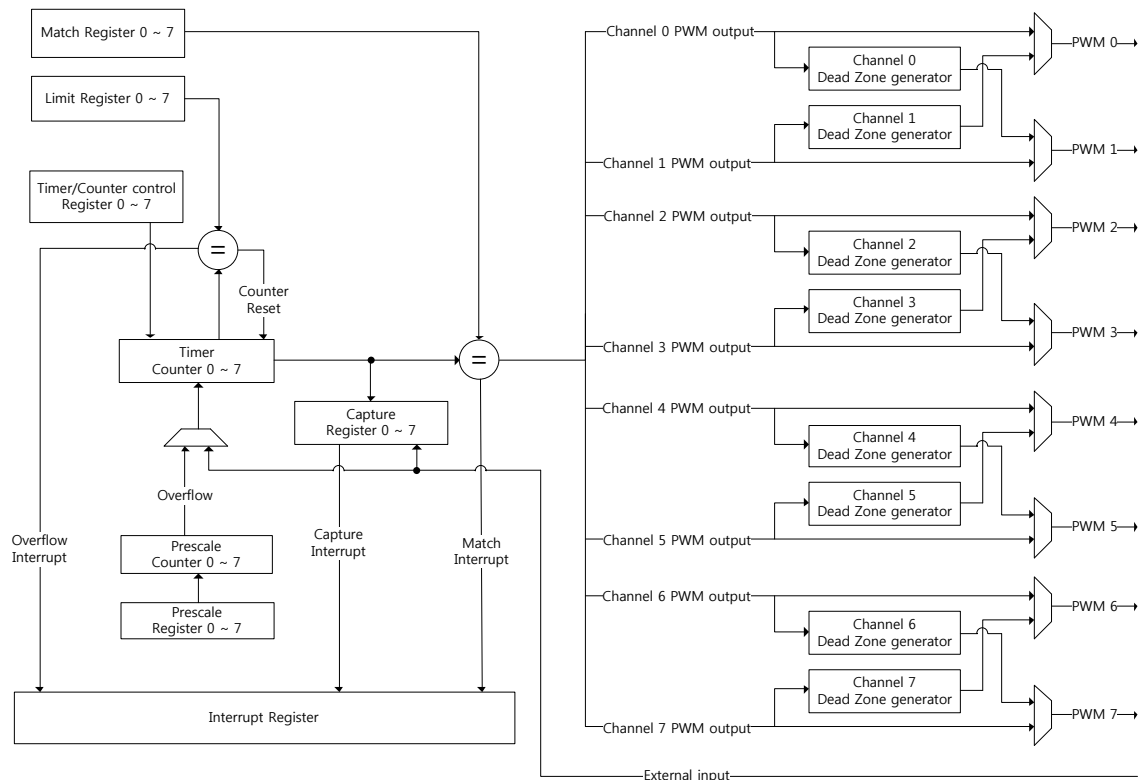 Match Register 0 ~ 7
Limit Register 0 ~ 7
Timer/Counter control
Register 0 ~ 7
=
Counter
Reset
Timer
Counter 0 ~ 7
=
Capture
Register 0 ~ 7
Overflow
Overflow
Interrupt
Prescale
Counter 0 ~ 7
Prescale
Register 0 ~ 7
Capture
Interrupt
Match
Interrupt
Interrupt Register
Channel 0 PWM output
Channel 0
Dead Zone generator
PWM 0
Channel 1
Dead Zone generator
Channel 1 PWM output
PWM 1
Channel 2 PWM output
Channel 2
Dead Zone generator
PWM 2
Channel 3
Dead Zone generator
Channel 3 PWM output
PWM 3
Channel 4 PWM output
Channel 4
Dead Zone generator
PWM 4
Channel 5
Dead Zone generator
Channel 5 PWM output
PWM 5
Channel 6 PWM output
Channel 6
Dead Zone generator
PWM 6
Channel 7
Dead Zone generator
Channel 7 PWM output
PWM 7
External input